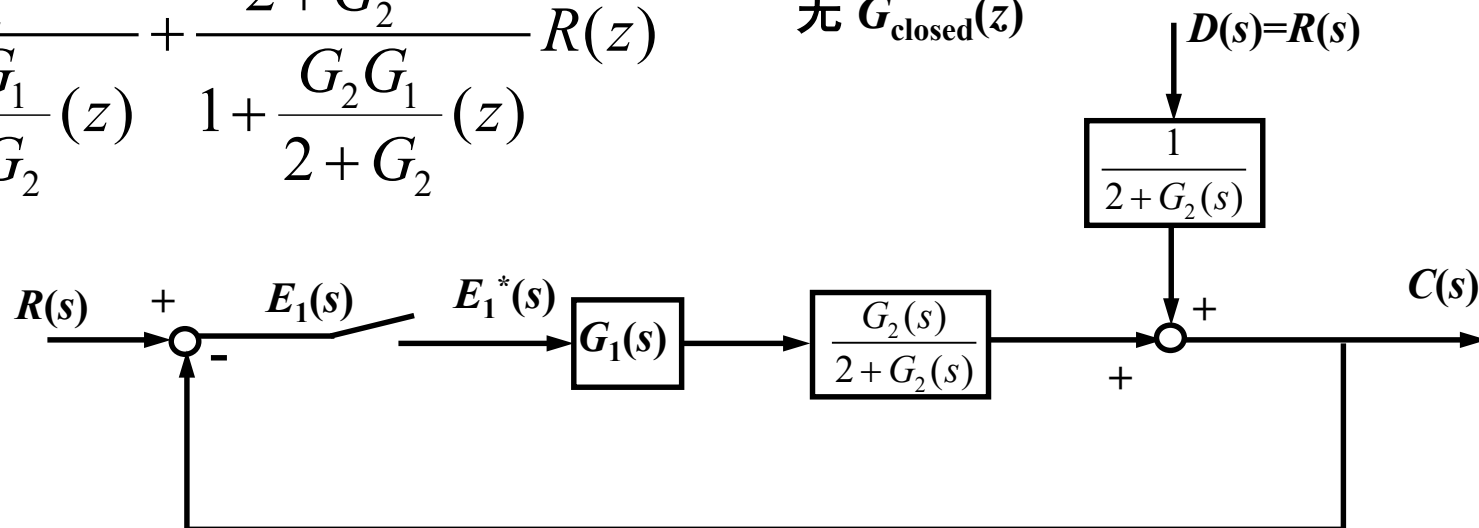 2 + G₂
+ ――― R(z)
G₁ (z) 1 + G₂G₁ (z)
G₂ 2 + G₂
无 G_closed(z)
D(s)=R(s)
1
2 + G₂(s)
R(s) + E₁(s) E₁*(s) G₁(s) G₂(s) C(s)
- 2 + G₂(s) + +